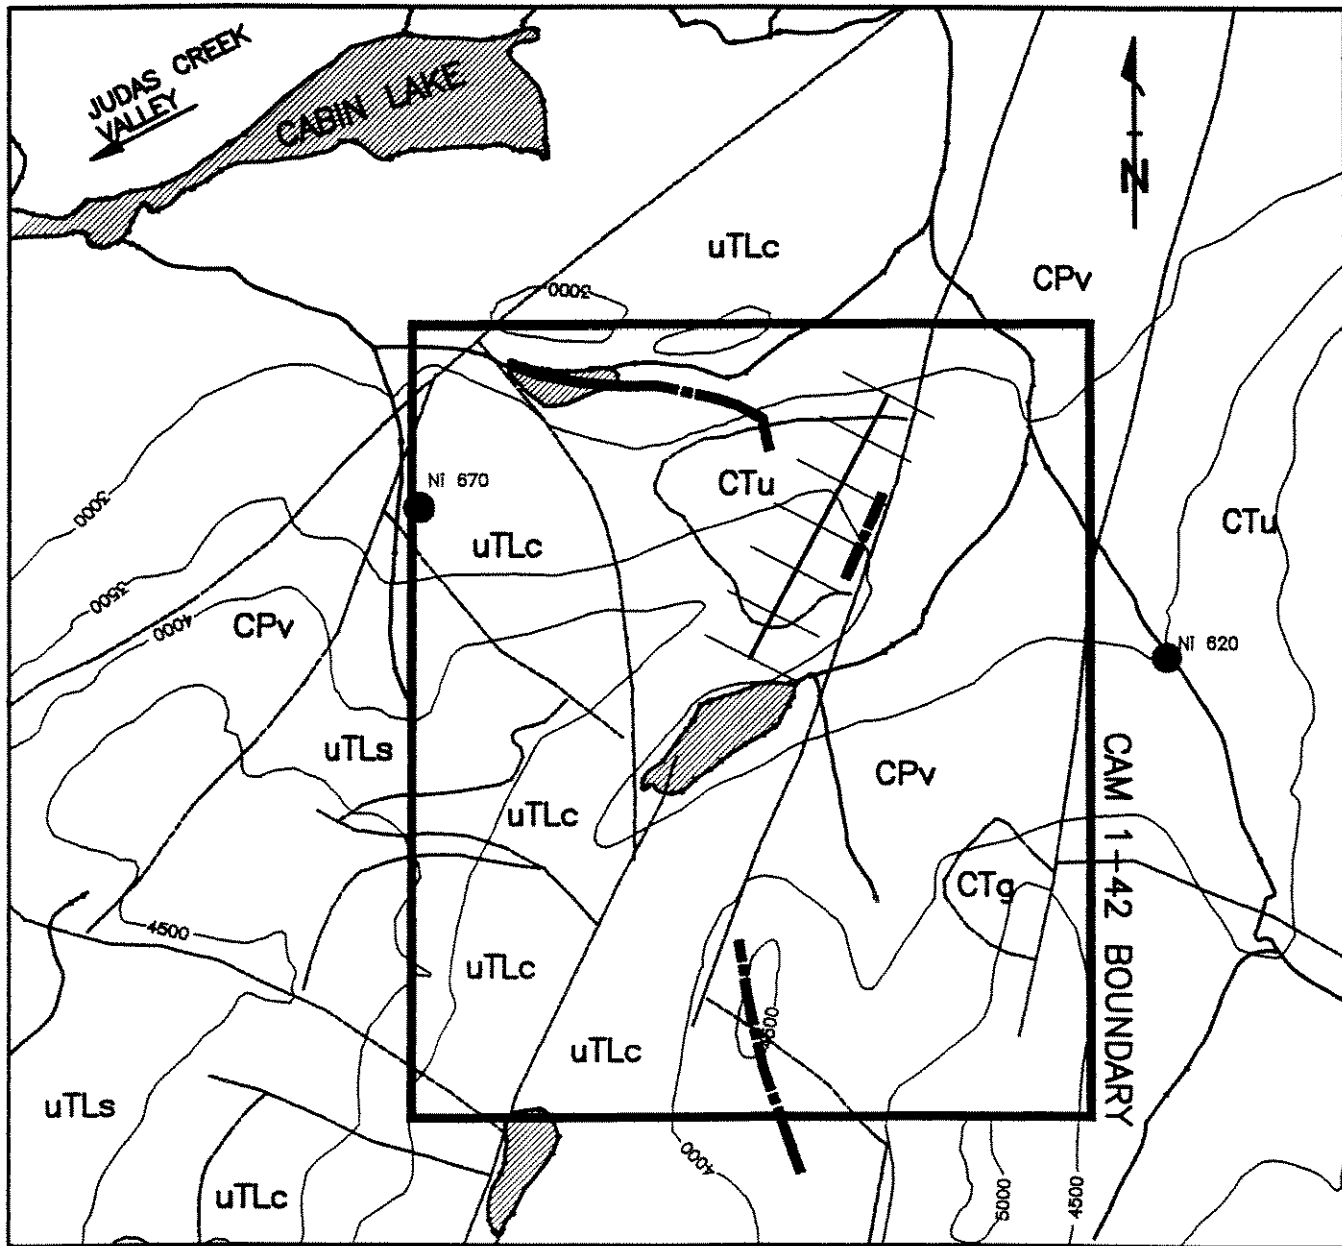 JUDAS CREEK
VALLEY
CABIN LAKE
N
uTLc
CPv
3000
Ni 670
CTu
CTu
3000
uTLc
3500
4000
CPv
Ni 620
uTLs
CPv
uTLc
CAM 1-42 BOUNDARY
CTg
4500
uTLc
4500
uTLc
uTLs
4000
uTLc
5000
4500